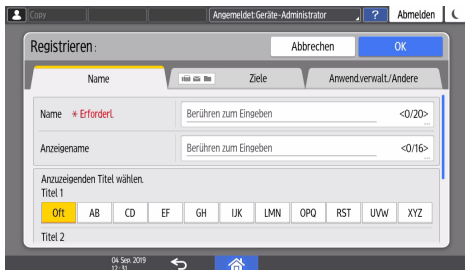 Copy
Angemeldet:Geräte-Administrator
?
Abmelden
Registrieren :
Abbrechen
OK
Name
Ziele
Anwend.verwalt./Andere
Name * Erforderl.
Berühren zum Eingeben
<0/20>
...
Anzeigename
Berühren zum Eingeben
<0/16>
...
Anzuzeigenden Titel wählen.
Titel 1
Oft AB CD EF GH IJK LMN OPQ RST UVW XYZ
Titel 2
04 Sep. 2019
12:31